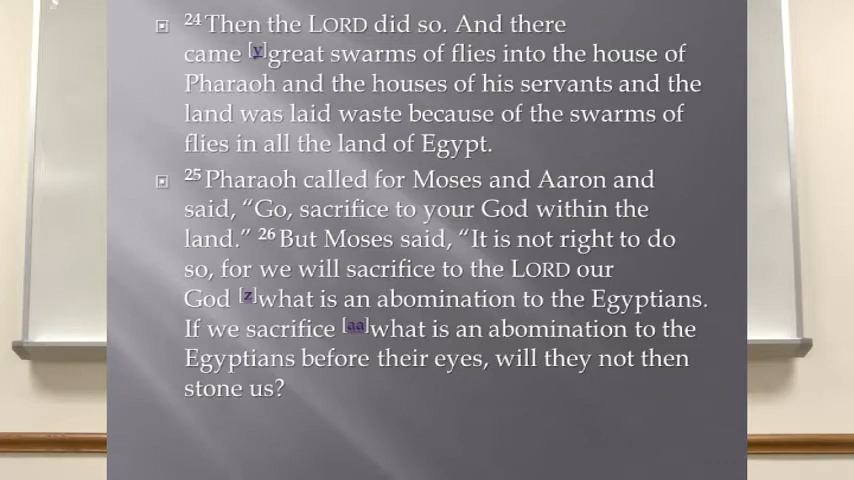 24 Then the LORD did so. And there
came [y]great swarms of flies into the house of
Pharaoh and the houses of his servants and the
land was laid waste because of the swarms of
flies in all the land of Egypt.
25 Pharaoh called for Moses and Aaron and
said, “Go, sacrifice to your God within the
land.” 26 But Moses said, “It is not right to do
so, for we will sacrifice to the LORD our
God [z]what is an abomination to the Egyptians.
If we sacrifice [aa]what is an abomination to the
Egyptians before their eyes, will they not then
stone us?